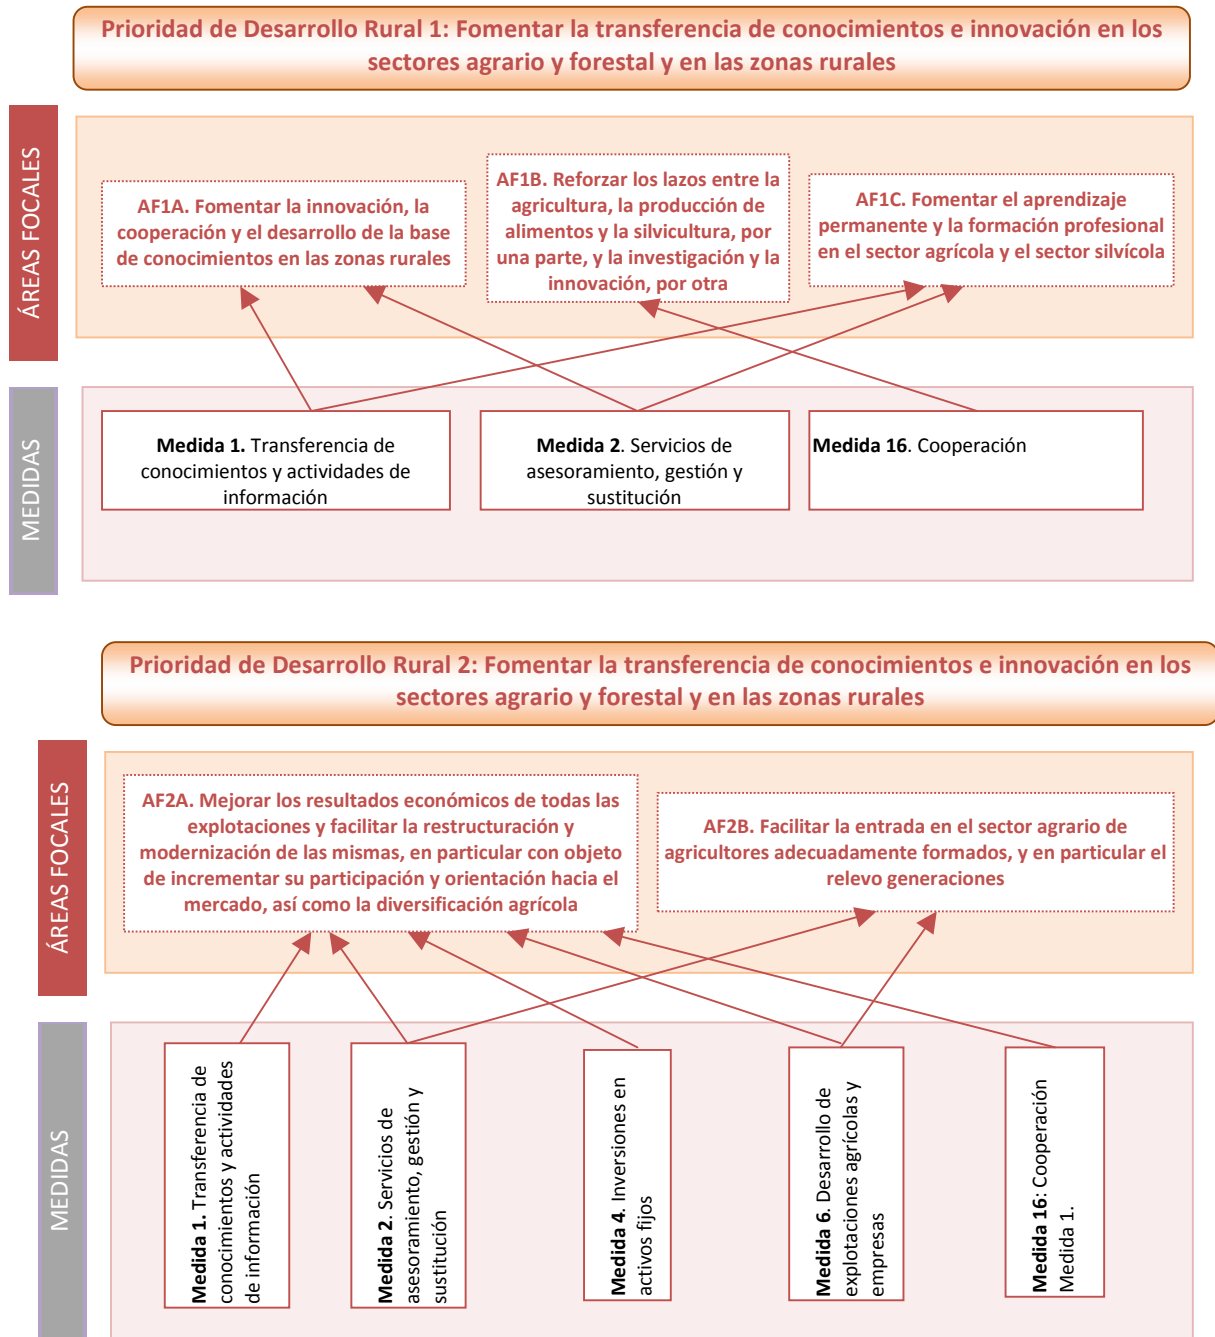 Prioridad de Desarrollo Rural 1: Fomentar la transferencia de conocimientos e innovación en los
sectores agrario y forestal y en las zonas rurales
ÁREAS FOCALES
AF1A. Fomentar la innovación, la
cooperación y el desarrollo de la base
de conocimientos en las zonas rurales
AF1B. Reforzar los lazos entre la
agricultura, la producción de
alimentos y la silvicultura, por
una parte, y la investigación y la
innovación, por otra
AF1C. Fomentar el aprendizaje
permanente y la formación profesional
en el sector agrícola y el sector silvícola
MEDIDAS
Medida 1. Transferencia de
conocimientos y actividades de
información
Medida 2. Servicios de
asesoramiento, gestión y
sustitución
Medida 16. Cooperación
Prioridad de Desarrollo Rural 2: Fomentar la transferencia de conocimientos e innovación en los
sectores agrario y forestal y en las zonas rurales
ÁREAS FOCALES
AF2A. Mejorar los resultados económicos de todas las
explotaciones y facilitar la restructuración y
modernización de las mismas, en particular con objeto
de incrementar su participación y orientación hacia el
mercado, así como la diversificación agrícola
AF2B. Facilitar la entrada en el sector agrario de
agricultores adecuadamente formados, y en particular el
relevo generaciones
MEDIDAS
Medida 1. Transferencia de
conocimientos y actividades
de información
Medida 2. Servicios de
asesoramiento, gestión y
sustitución
Medida 4. Inversiones en
activos fijos
Medida 6. Desarrollo de
explotaciones agrícolas y
empresas
Medida 16: Cooperación
Medida 1.